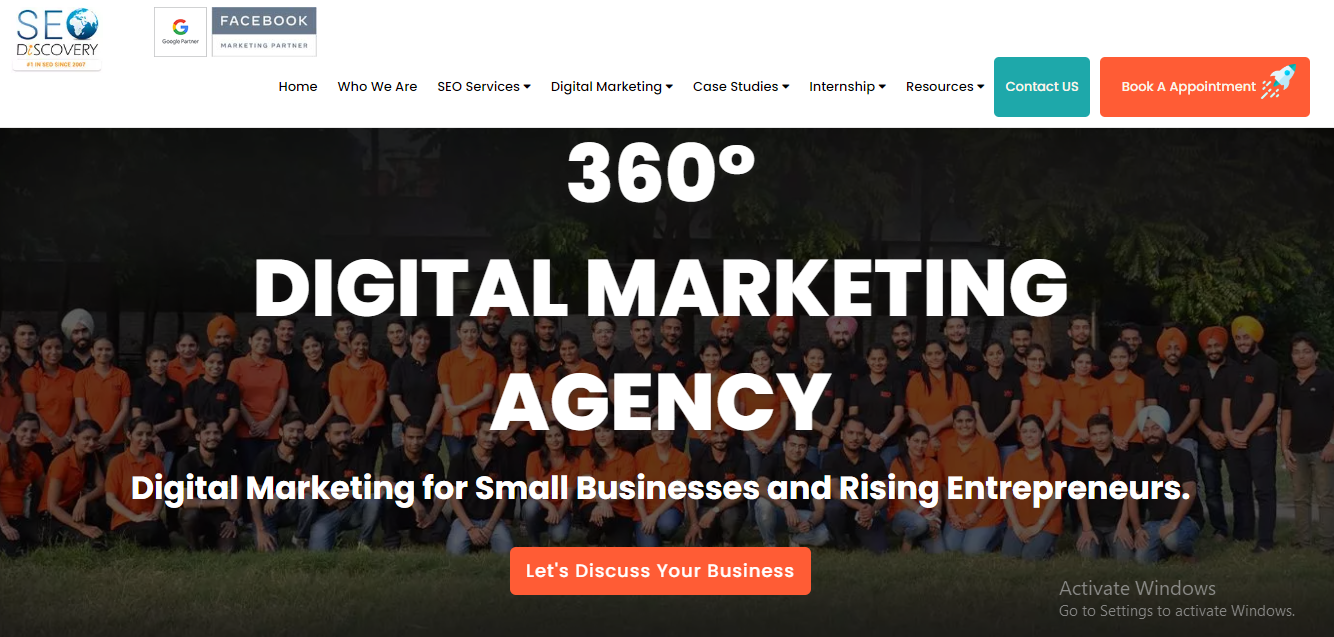 SEO
DiSCOVERY
#1 IN SEO SINCE 2007
Google Partner
FACEBOOK
MARKETING PARTNER
Home Who We Are SEO Services Digital Marketing Case Studies Internship Resources Contact US Book A Appointment
360°
DIGITAL MARKETING
AGENCY
Digital Marketing for Small Businesses and Rising Entrepreneurs.
Let's Discuss Your Business
Activate Windows
Go to Settings to activate Windows.